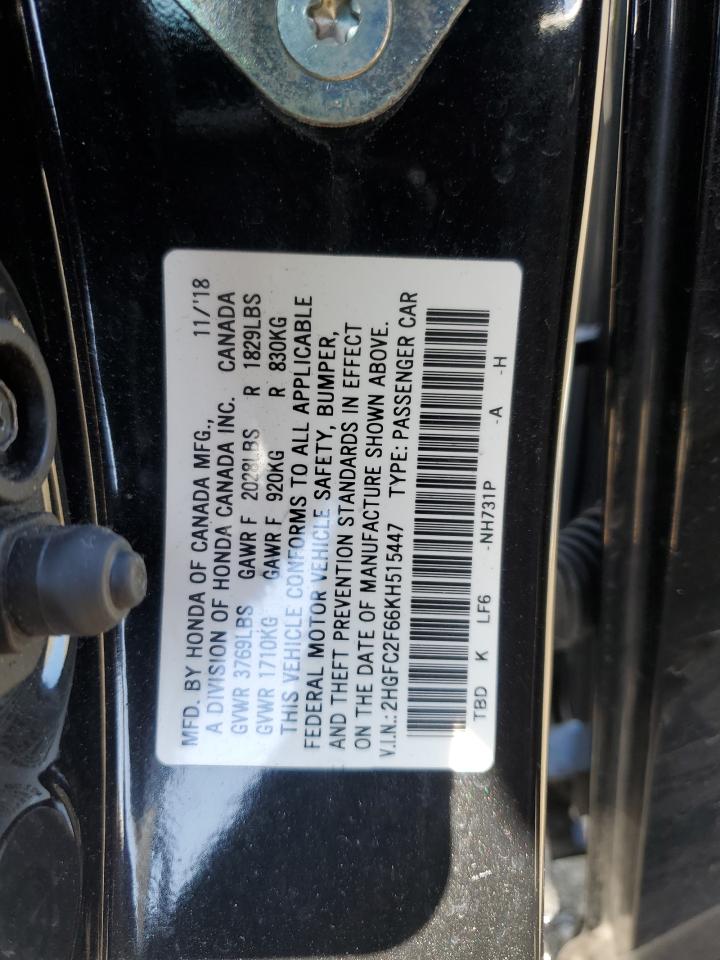 MFD. BY HONDA OF CANADA MFG., 11/'18
A DIVISION OF HONDA CANADA INC. CANADA
GVWR 3769LBS GAWR F 2028LBS R 1829LBS
GVWR 1710KG GAWR F 920KG R 830KG
THIS VEHICLE CONFORMS TO ALL APPLICABLE
FEDERAL MOTOR VEHICLE SAFETY, BUMPER,
AND THEFT PREVENTION STANDARDS IN EFFECT
ON THE DATE OF MANUFACTURE SHOWN ABOVE.
V.I.N.: 2HGFC2F66KH515447 TYPE: PASSENGER CAR
TBD K LF6 -NH731P -A -H